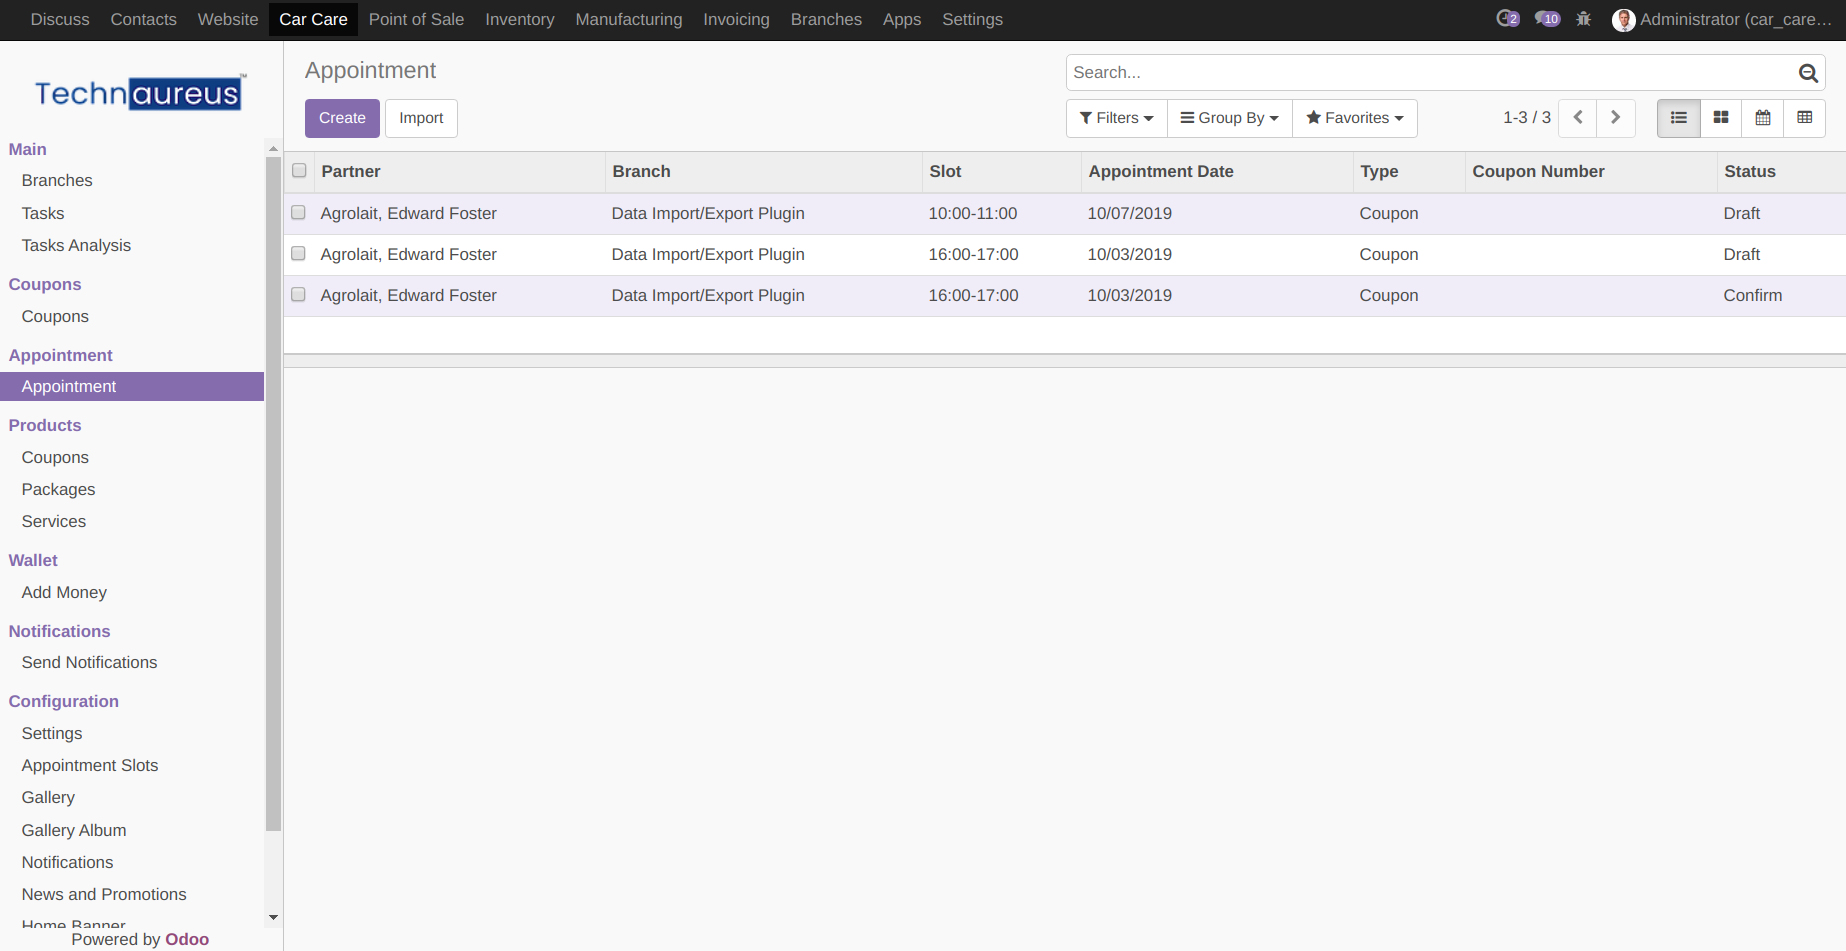 Discuss Contacts Website Car Care Point of Sale Inventory Manufacturing Invoicing Branches Apps Settings 2 10 Administrator (car_care...
Technaureus™
Appointment
Search...
Create Import
Filters Group By Favorites 1-3 / 3
Main
Branches
Tasks
Tasks Analysis
Coupons
Coupons
Appointment
Appointment
Products
Coupons
Packages
Services
Wallet
Add Money
Notifications
Send Notifications
Configuration
Settings
Appointment Slots
Gallery
Gallery Album
Notifications
News and Promotions
Home Banner
Powered by Odoo
Partner Branch Slot Appointment Date Type Coupon Number Status
Agrolait, Edward Foster Data Import/Export Plugin 10:00-11:00 10/07/2019 Coupon Draft
Agrolait, Edward Foster Data Import/Export Plugin 16:00-17:00 10/03/2019 Coupon Draft
Agrolait, Edward Foster Data Import/Export Plugin 16:00-17:00 10/03/2019 Coupon Confirm